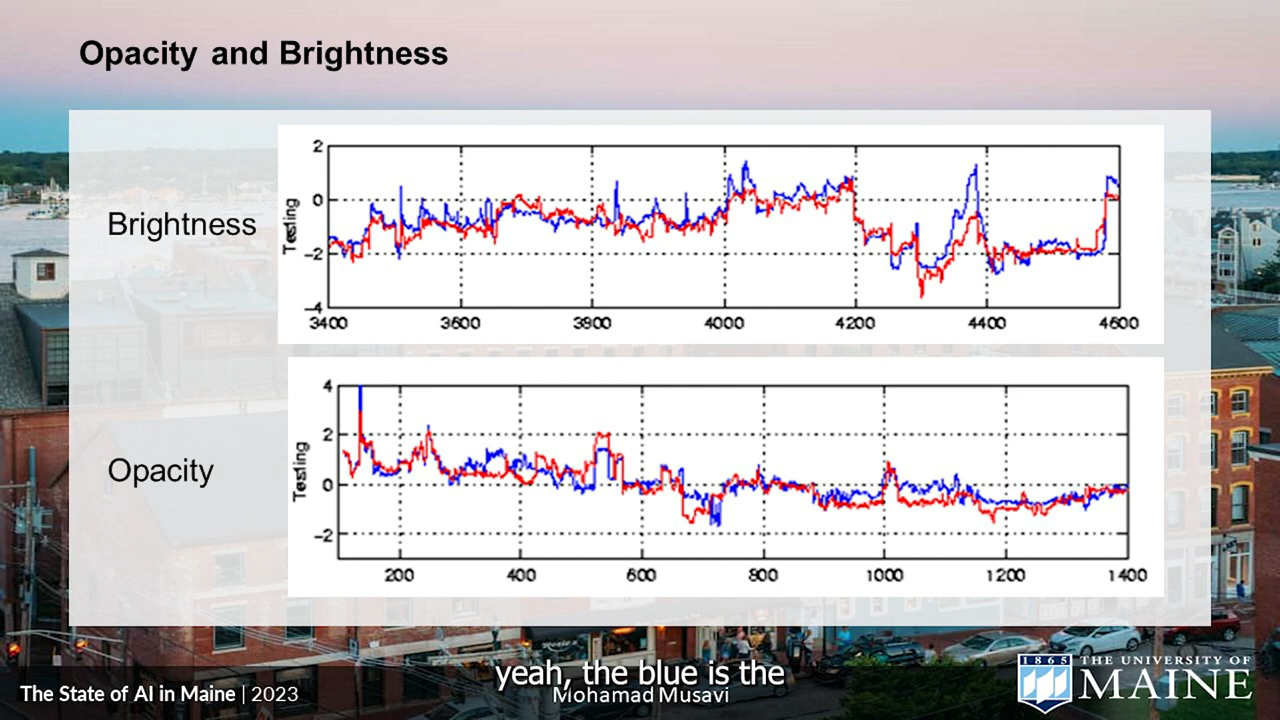 Opacity and Brightness
Brightness
Testing
2
0
−2
−4
3400 3600 3800 4000 4200 4400 4600
Opacity
Testing
4
2
0
−2
200 400 600 800 1000 1200 1400
yeah, the blue is the
Mohamad Musavi
The State of AI in Maine | 2023
1865
THE UNIVERSITY OF
MAINE